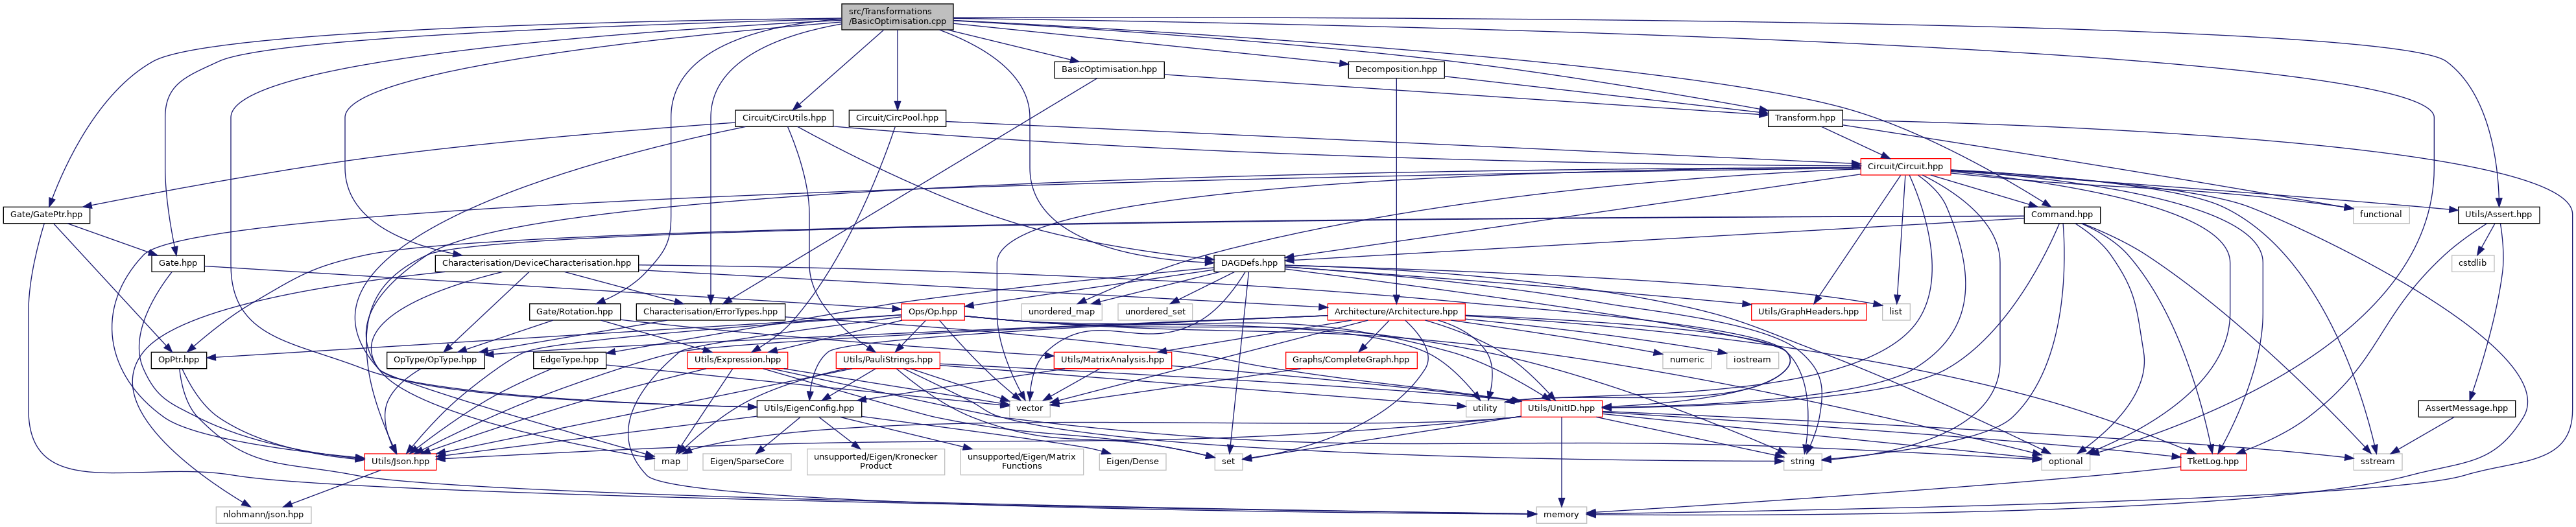 src/Transformations
/BasicOptimisation.cpp
BasicOptimisation.hpp
Decomposition.hpp
Circuit/CircUtils.hpp
Circuit/CircPool.hpp
Transform.hpp
Circuit/Circuit.hpp
Gate/GatePtr.hpp
Command.hpp
functional
Utils/Assert.hpp
Gate.hpp
Characterisation/DeviceCharacterisation.hpp
DAGDefs.hpp
cstdlib
Gate/Rotation.hpp
Characterisation/ErrorTypes.hpp
Ops/Op.hpp
unordered_map
unordered_set
Architecture/Architecture.hpp
Utils/GraphHeaders.hpp
list
OpPtr.hpp
OpType/OpType.hpp
EdgeType.hpp
Utils/Expression.hpp
Utils/PauliStrings.hpp
Utils/MatrixAnalysis.hpp
Graphs/CompleteGraph.hpp
numeric
iostream
Utils/EigenConfig.hpp
vector
utility
Utils/UnitID.hpp
AssertMessage.hpp
Utils/Json.hpp
map
Eigen/SparseCore
unsupported/Eigen/Kronecker
Product
unsupported/Eigen/Matrix
Functions
Eigen/Dense
set
string
optional
TketLog.hpp
sstream
nlohmann/json.hpp
memory